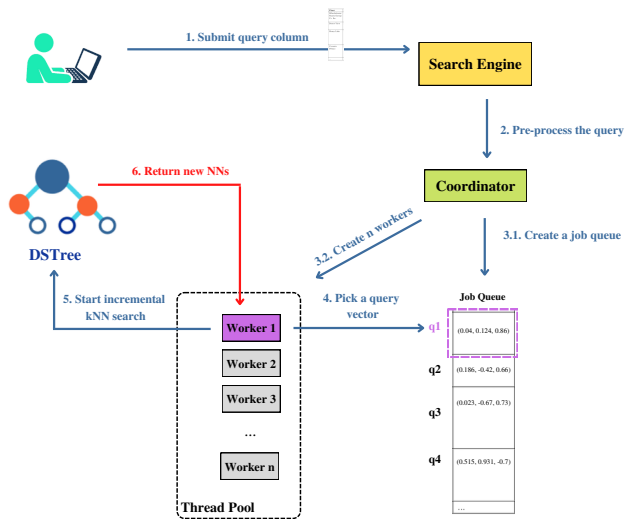 1. Submit query column
Search Engine
2. Pre-process the query
6. Return new NNs
Coordinator
DSTree
3.2. Create n workers
3.1. Create a job queue
5. Start incremental
kNN search
4. Pick a query
vector
Job Queue
Worker 1
q1
(0.04, 0.124, 0.86)
Worker 2
q2
(0.186, -0.42, 0.66)
Worker 3
q3
(0.023, -0.67, 0.73)
...
q4
(0.515, 0.931, -0.7)
Worker n
Thread Pool
...